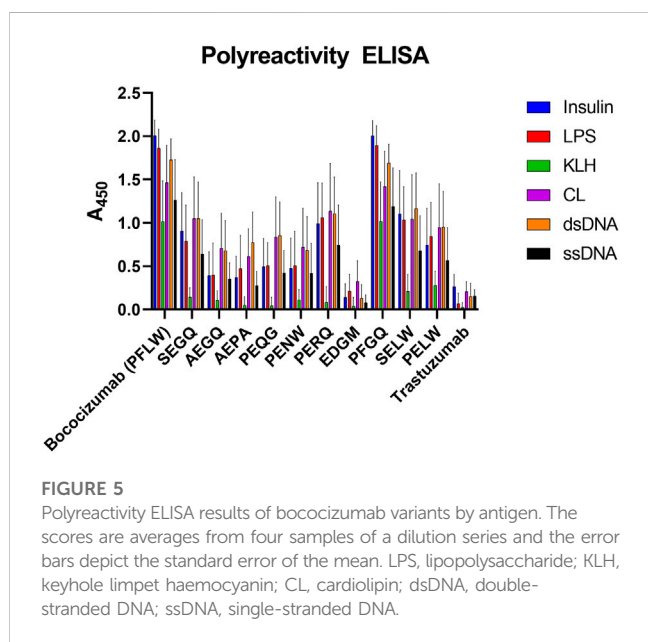 Polyreactivity ELISA
2.5
2.0
1.5
1.0
0.5
0.0
A450
Bococizumab (PFLW)
SEGQ
AEGQ
AEPA
PEQG
PENW
PERQ
EDGM
PFGQ
SELW
PELW
Trastuzumab
Insulin
LPS
KLH
CL
dsDNA
ssDNA
FIGURE 5
Polyreactivity ELISA results of bococizumab variants by antigen. The
scores are averages from four samples of a dilution series and the error
bars depict the standard error of the mean. LPS, lipopolysaccharide; KLH,
keyhole limpet haemocyanin; CL, cardiolipin; dsDNA, double-
stranded DNA; ssDNA, single-stranded DNA.